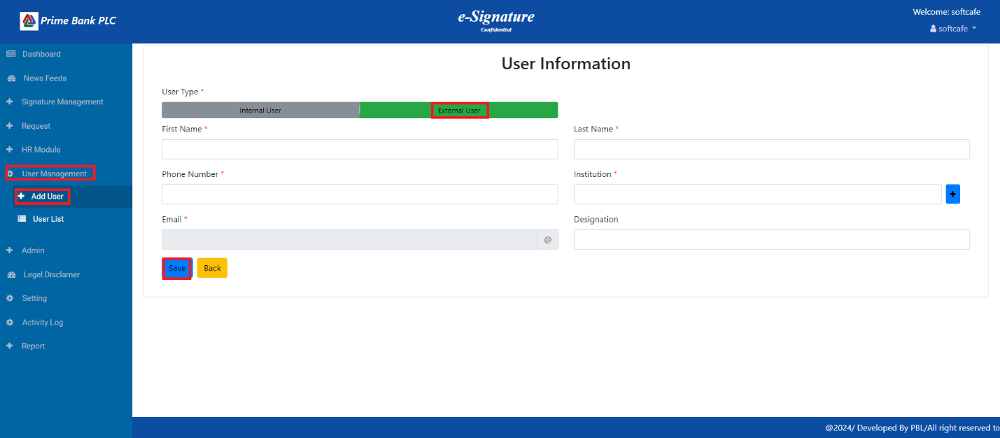 Prime Bank PLC
e-Signature
Confidential
Welcome: softcafe
softcafe
Dashboard
News Feeds
Signature Management
Request
HR Module
User Management
Add User
User List
Admin
Legel Disclamer
Setting
Activity Log
Report
User Information
User Type *
Internal User
External User
First Name *
Last Name *
Phone Number *
Institution *
+
Email *
Designation
@
Save
Back
@2024/ Developed By PBL/All right reserved to